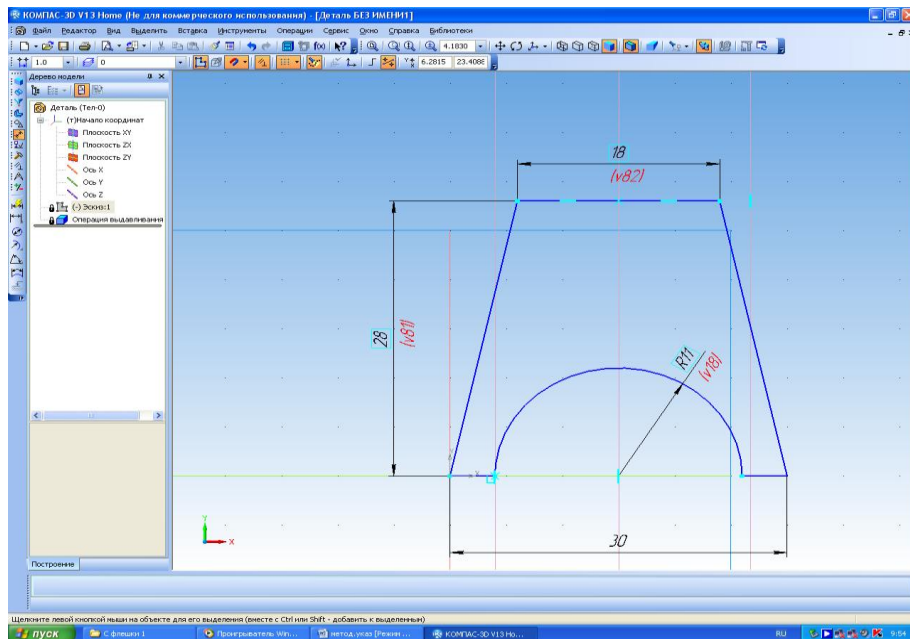 КОМПАС-3D V13 Home (Не для коммерческого использования) - [Деталь БЕЗ ИМЕНИ1]
Файл Редактор Вид Выделить Вставка Инструменты Операции Сервис Окно Справка Библиотеки
4.1830
1.0 0 6.2815 23.4086
Дерево модели
Деталь (Тел-0)
(т)Начало координат
Плоскость XY
Плоскость ZX
Плоскость ZY
Ось X
Ось Y
Ось Z
(-) Эскиз:1
Операция выдавливания
18
(v82)
28
(v81)
R11
(v78)
30
Y
X
Построение
Щелкните левой кнопкой мыши на объекте для его выделения (вместе с Ctrl или Shift - добавить к выделенным)
пуск С флешки 1 Проигрыватель Win... метод.указ [Режим ... КОМПАС-3D V13 Ho... RU 9:54